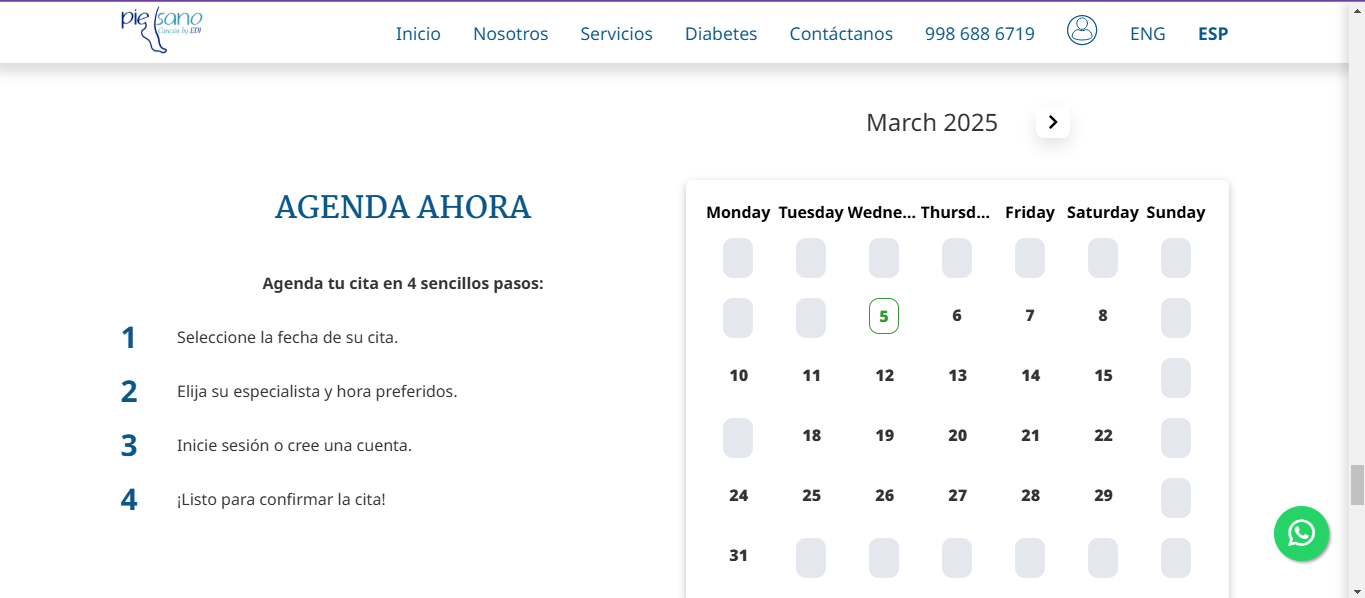 pie sano
Cancún by EDI
Inicio Nosotros Servicios Diabetes Contáctanos 998 688 6719 ENG ESP
March 2025
AGENDA AHORA
Agenda tu cita en 4 sencillos pasos:
1 Seleccione la fecha de su cita.
2 Elija su especialista y hora preferidos.
3 Inicie sesión o cree una cuenta.
4 ¡Listo para confirmar la cita!
Monday Tuesday Wedne... Thursd... Friday Saturday Sunday
5 6 7 8
10 11 12 13 14 15
18 19 20 21 22
24 25 26 27 28 29
31